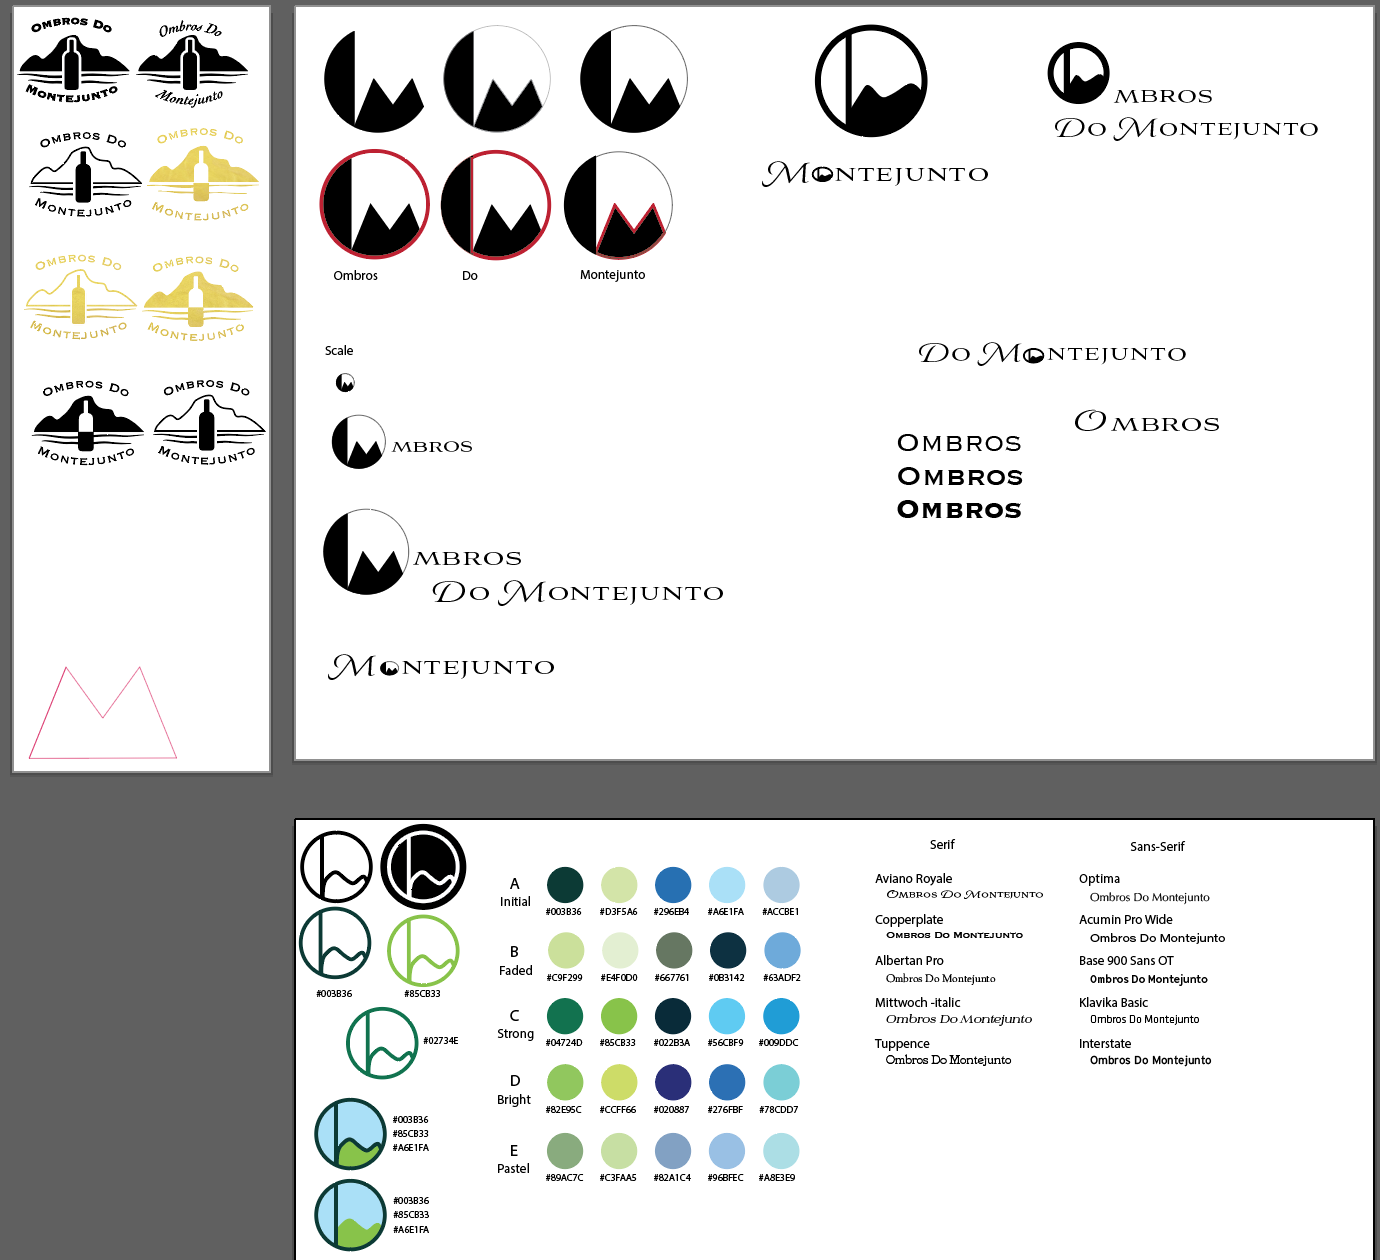 Ombros Do
Montejunto
Ombros Do
Montejunto
Ombros Do
Montejunto
Ombros Do
Montejunto
Ombros Do
Montejunto
Ombros Do
Montejunto
Ombros Do
Montejunto
Ombros Do
Montejunto
Ombros
Do
Montejunto
Scale
MBROS
MBROS
Do Montejunto
M NTEJUNTO
M NTEJUNTO
MBROS
Do Montejunto
Do M NTEJUNTO
Ombros
Ombros
Ombros
Ombros
#003B36
#85CB33
#02734E
#003B36
#85CB33
#A6E1FA
#003B36
#85CB33
#A6E1FA
A
Initial
#003B36 #D3F5A6 #296EB4 #A6E1FA #ACCBE1
B
Faded
#C9F299 #E4F0D0 #667761 #0B3142 #63ADF2
C
Strong
#04724D #85CB33 #022B3A #56CBF9 #009DDC
D
Bright
#82E95C #CCFF66 #020887 #276FBF #78CDD7
E
Pastel
#89AC7C #C3FAA5 #82A1C4 #96BFEC #A8E3E9
Serif
Aviano Royale
Ombros Do Montejunto
Copperplate
Ombros Do Montejunto
Albertan Pro
Ombros Do Montejunto
Mittwoch -italic
Ombros Do Montejunto
Tuppence
Ombros Do Montejunto
Sans-Serif
Optima
Ombros Do Montejunto
Acumin Pro Wide
Ombros Do Montejunto
Base 900 Sans OT
Ombros Do Montejunto
Klavika Basic
Ombros Do Montejunto
Interstate
Ombros Do Montejunto